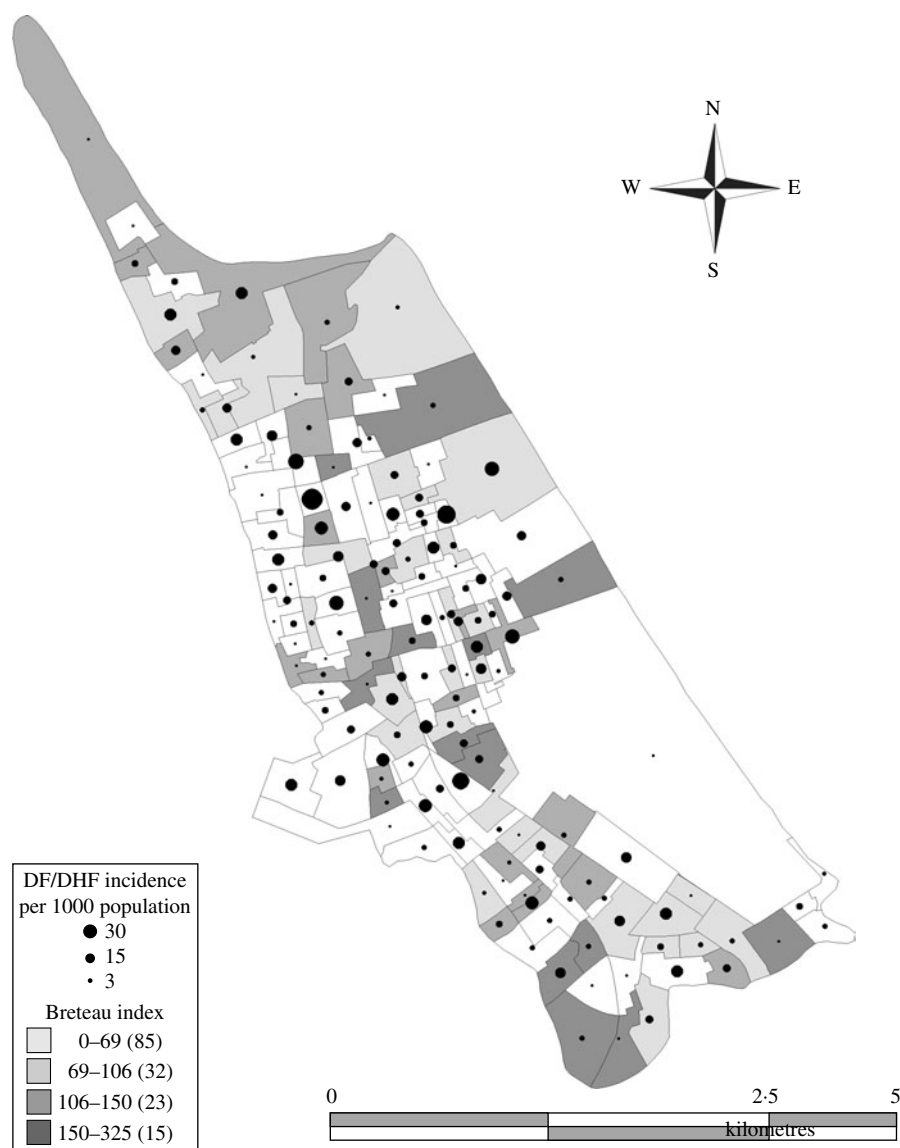 N
W E
S
DF/DHF incidence
per 1000 population
30
15
3
Breteau index
0–69 (85)
69–106 (32)
106–150 (23)
150–325 (15)
0 2·5 5
kilometres